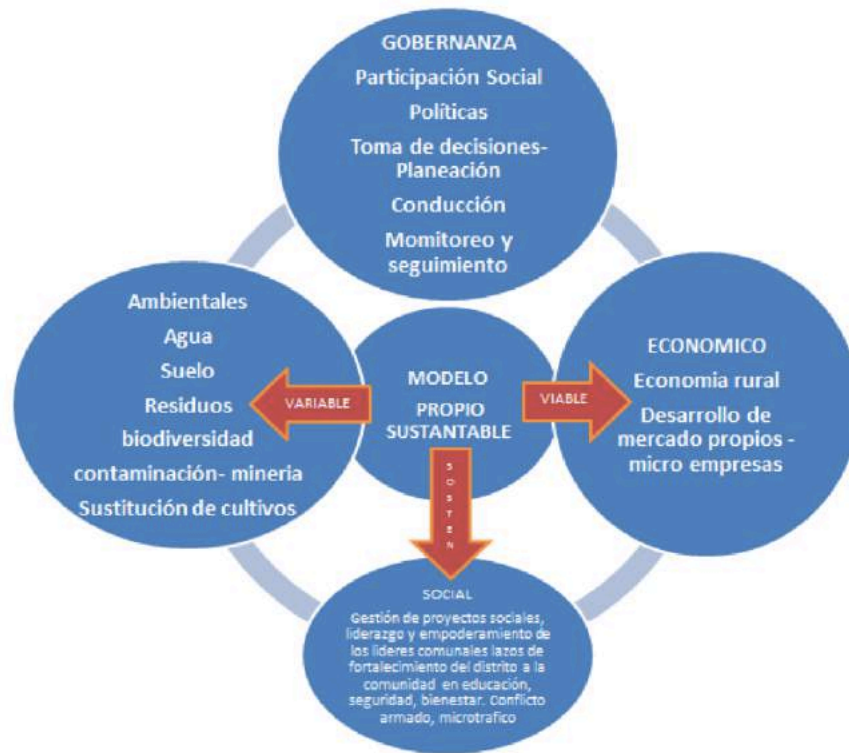 GOBERNANZA
Participación Social
Políticas
Toma de decisiones-
Planeación
Conducción
Momitoreo y
seguimiento
Ambientales
Agua
Suelo
Residuos
biodiversidad
contaminación- mineria
Sustitución de cultivos
VARIABLE
MODELO
PROPIO
SUSTANTABLE
VIABLE
ECONOMICO
Economia rural
Desarrollo de
mercado propios -
micro empresas
SOSTEN
SOCIAL
Gestión de proyectos sociales,
liderazgo y empoderamiento de
los lideres comunales lazos de
fortalecimiento del distrito a la
comunidad en educación,
seguridad, bienestar. Conflicto
armado, microtrafico